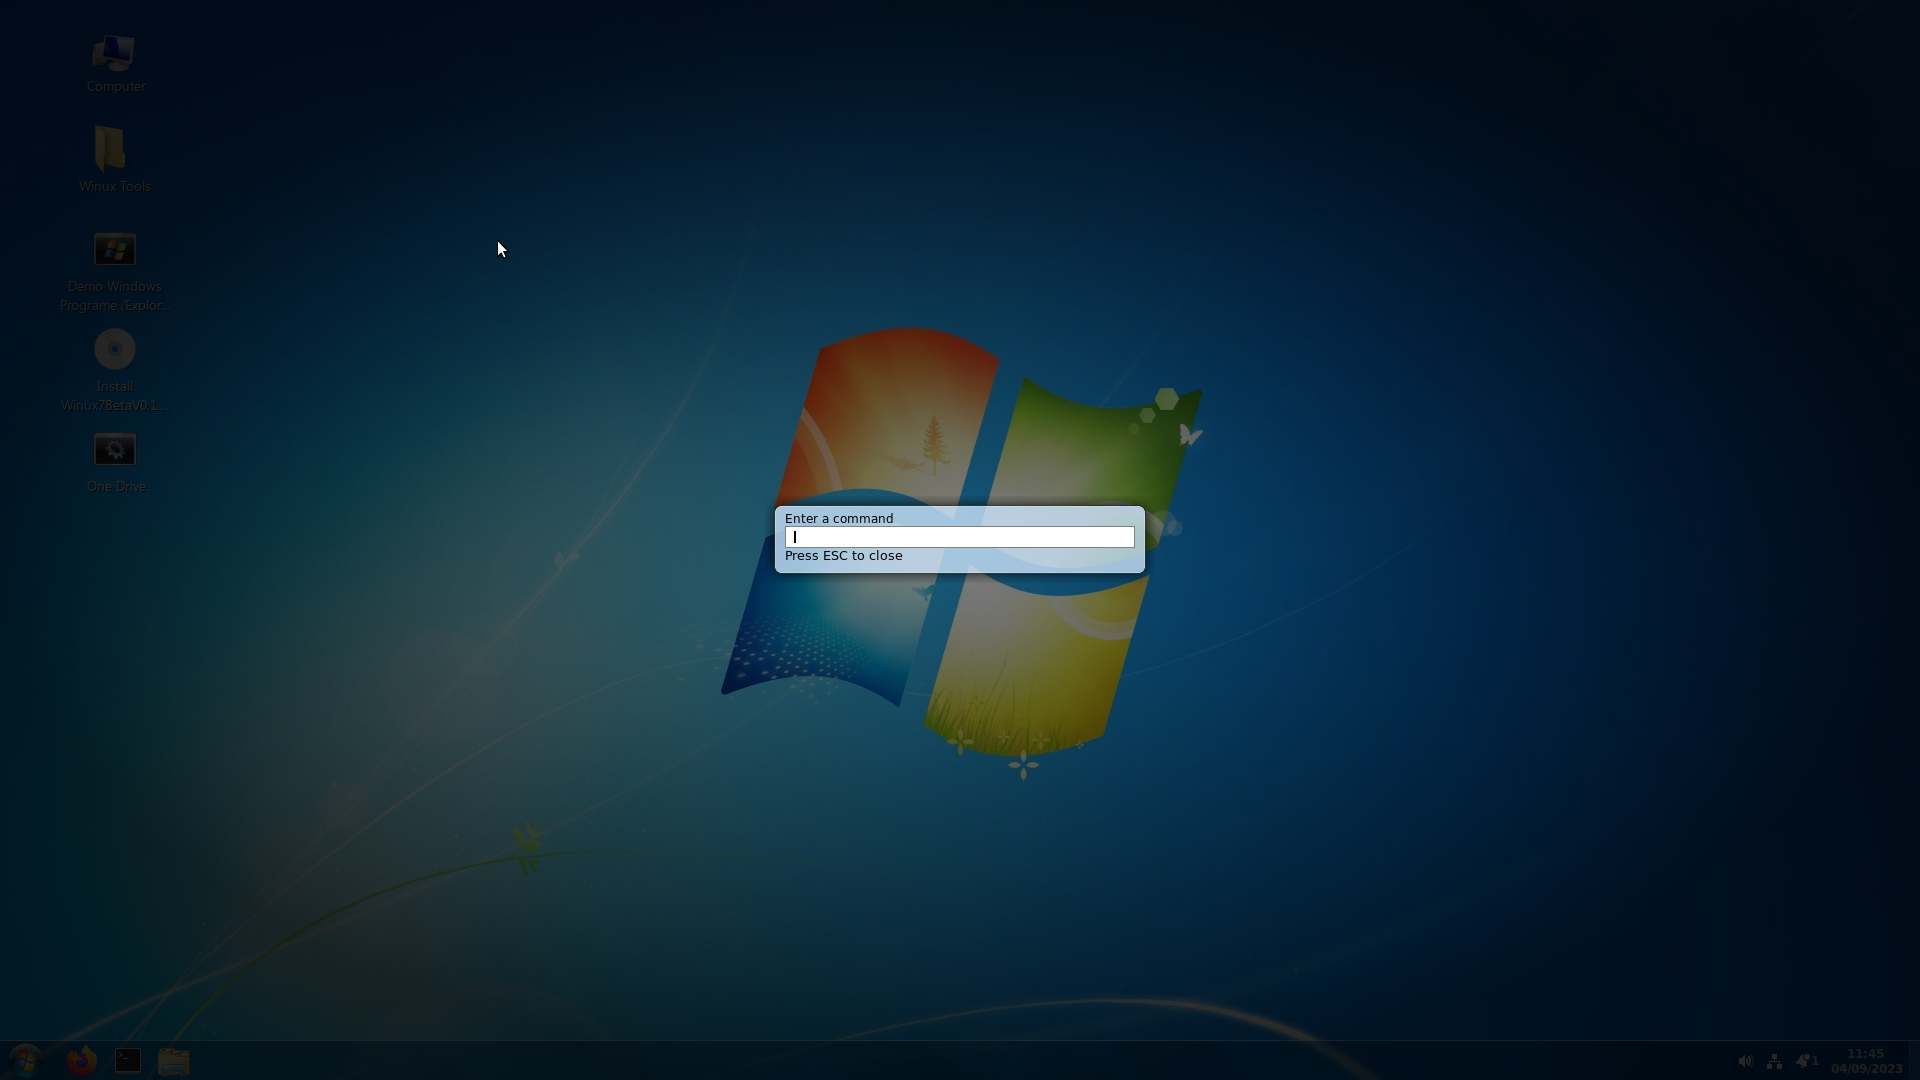 Computer
Winux Tools
Demo Windows
Programe (Explor...
Install
Winux7BetaV0.1...
One Drive
Enter a command
Press ESC to close
1
11:45
04/09/2023